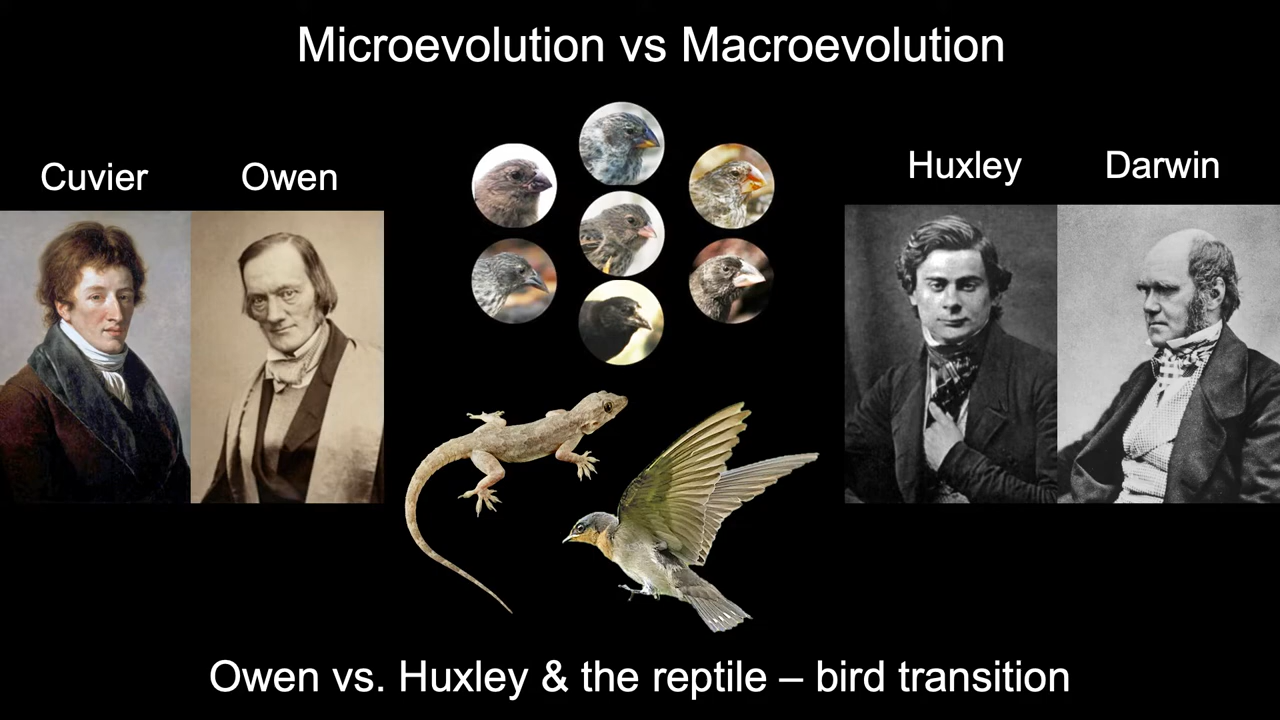 Microevolution vs Macroevolution
Cuvier
Owen
Huxley
Darwin
Owen vs. Huxley & the reptile – bird transition